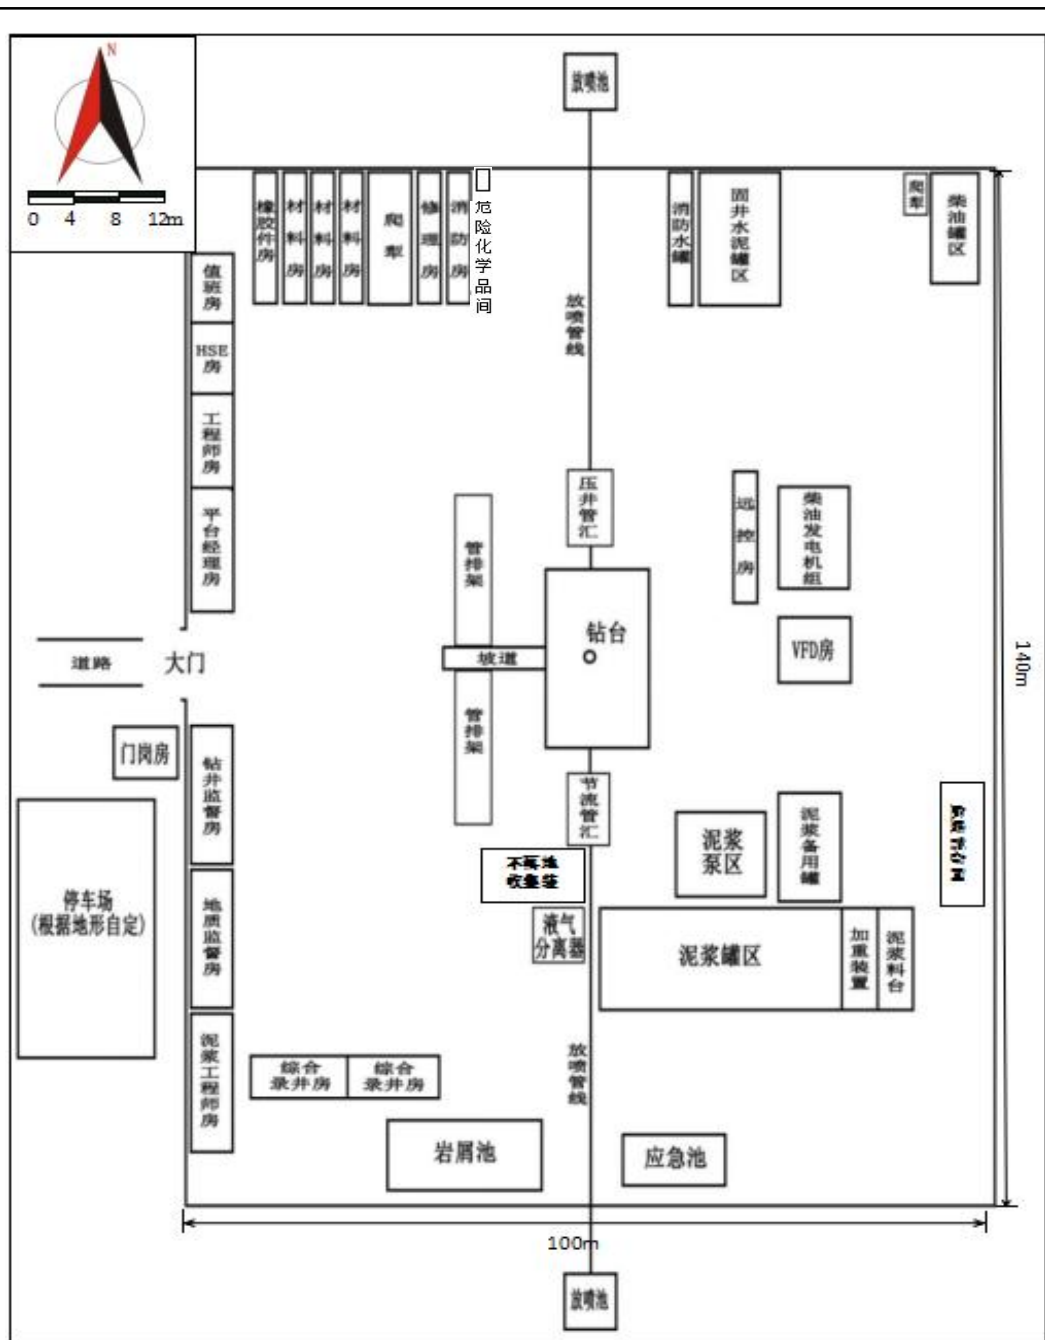 N
0 4 8 12m
放喷池
橡胶件房
材料房
材料房
材料房
爬犁
修理房
消防房
危险化学品间
消防水罐
固井水泥罐区
爬犁
柴油罐区
值班房
HSE
房
工程师房
平台经理房
放喷管线
压井管汇
管排架
远控房
柴油发电机组
钻台
坡道
VFD房
道路
大门
140m
管排架
门岗房
钻井监督房
节流管汇
泥浆
泵区
泥浆备用罐
停车场
(根据地形自定)
地质监督房
收集装
液气
分离器
泥浆罐区
加重装置
泥浆料台
泥浆工程师房
综合
录井房
综合
录井房
放喷管线
岩屑池
应急池
100m
放喷池